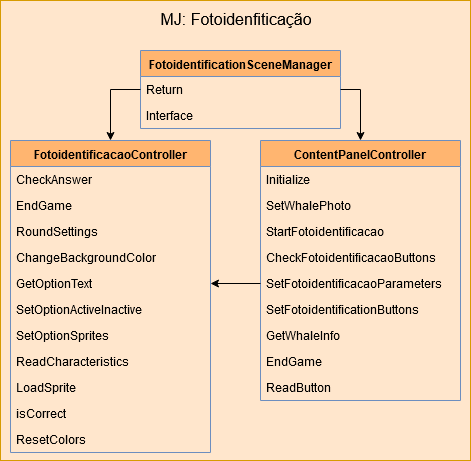 MJ: Fotoidenfiticação
FotoidentificationSceneManager
Return
Interface
FotoidentificacaoController
CheckAnswer
EndGame
RoundSettings
ChangeBackgroundColor
GetOptionText
SetOptionActiveInactive
SetOptionSprites
ReadCharacteristics
LoadSprite
isCorrect
ResetColors
ContentPanelController
Initialize
SetWhalePhoto
StartFotoidentificacao
CheckFotoidentificacaoButtons
SetFotoidentificacaoParameters
SetFotoidentificationButtons
GetWhaleInfo
EndGame
ReadButton